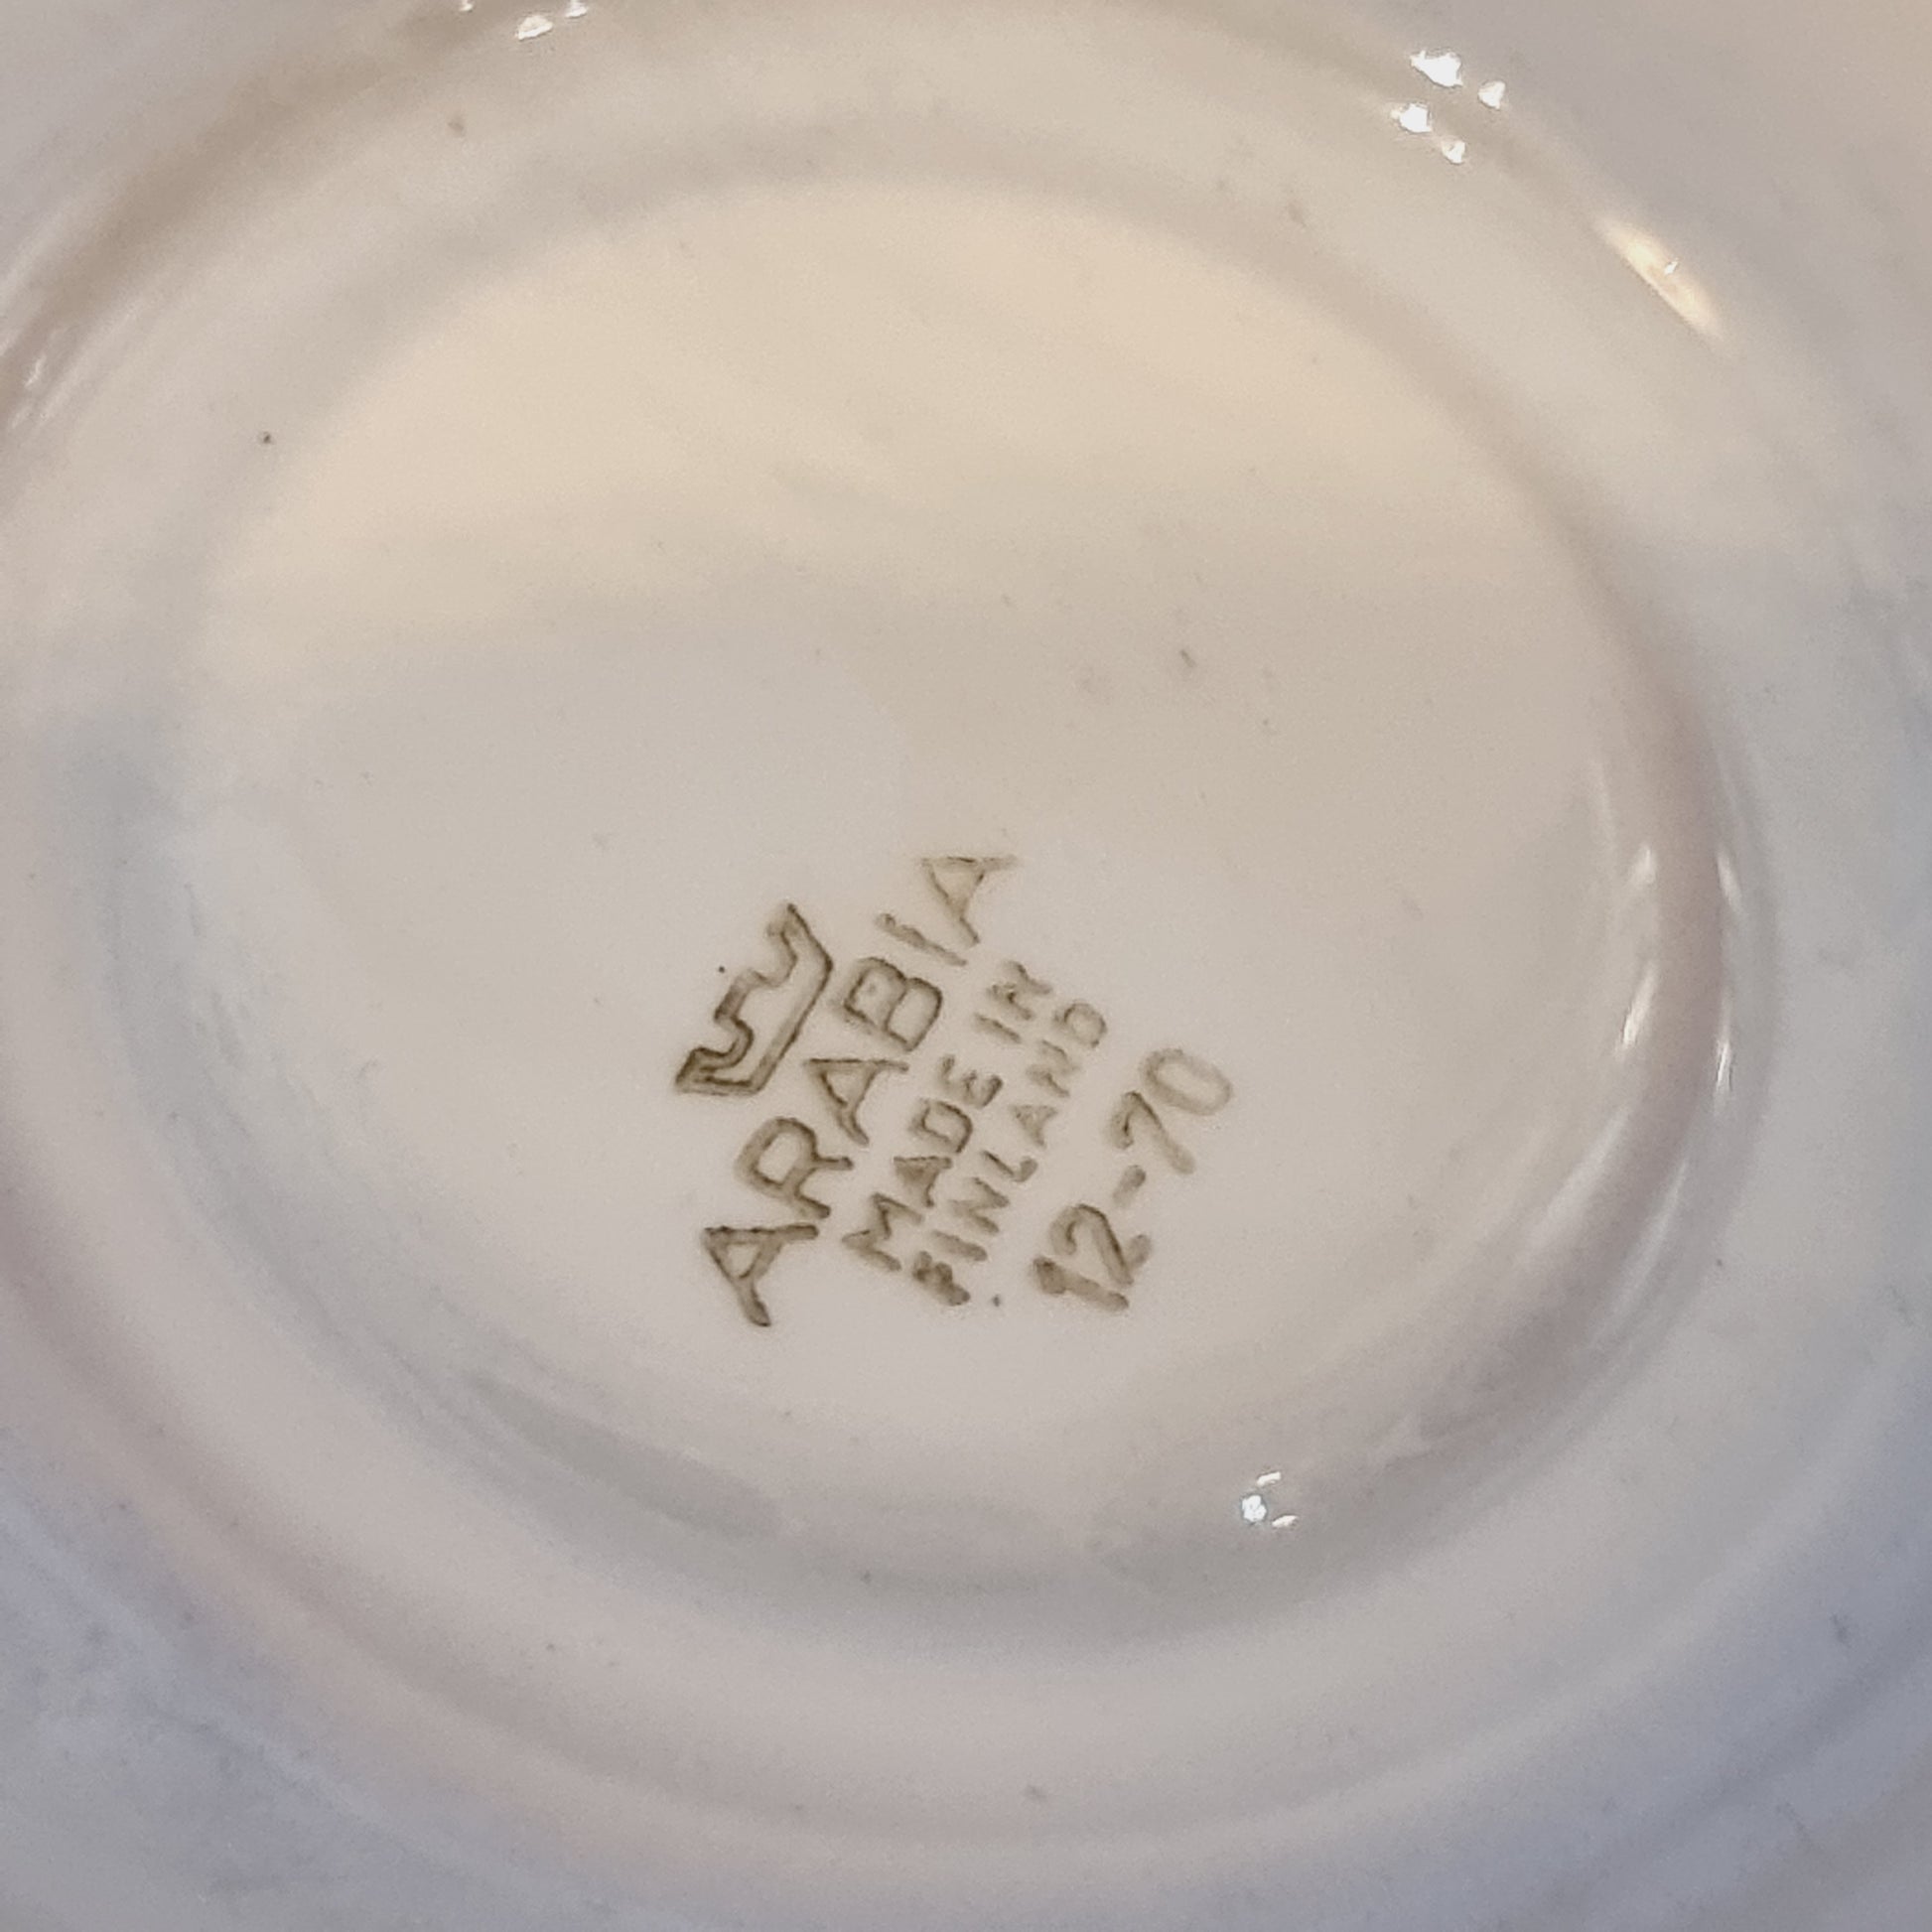 ARABIA
MADE IN
FINLAND
12-70